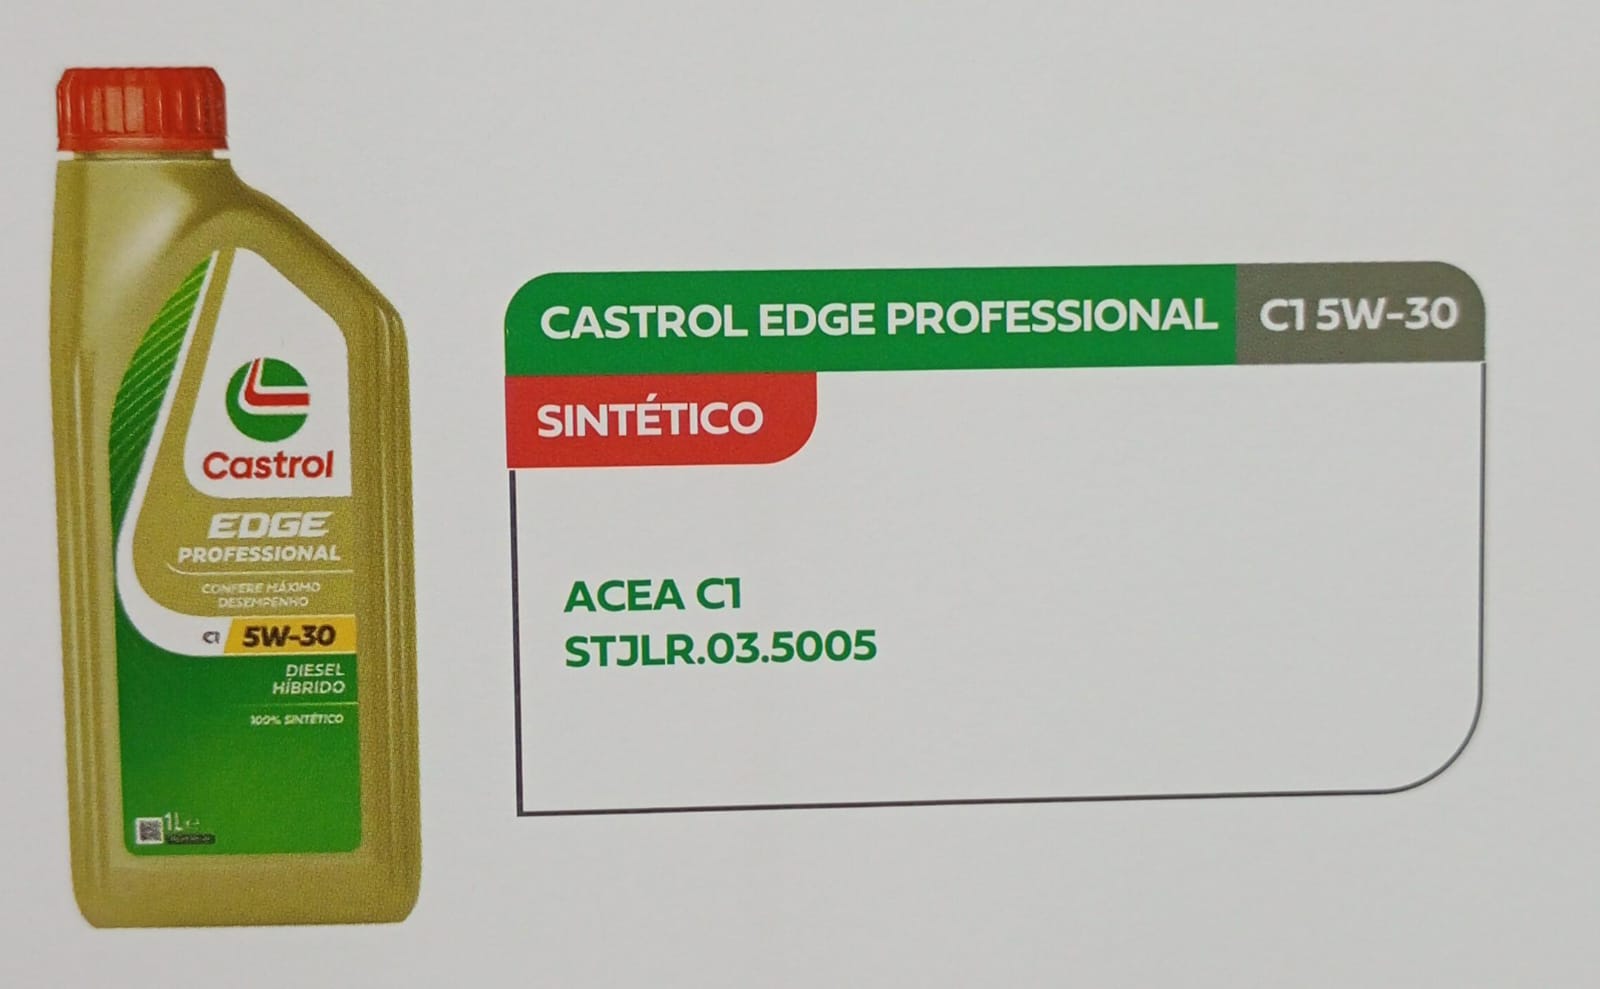 Castrol
EDGE
PROFESSIONAL
CONFERE MÁXIMO
DESEMPENHO
C1 5W-30
DIESEL
HÍBRIDO
100% SINTÉTICO
1L
CASTROL EDGE PROFESSIONAL C1 5W-30
SINTÉTICO
ACEA C1
STJLR.03.5005